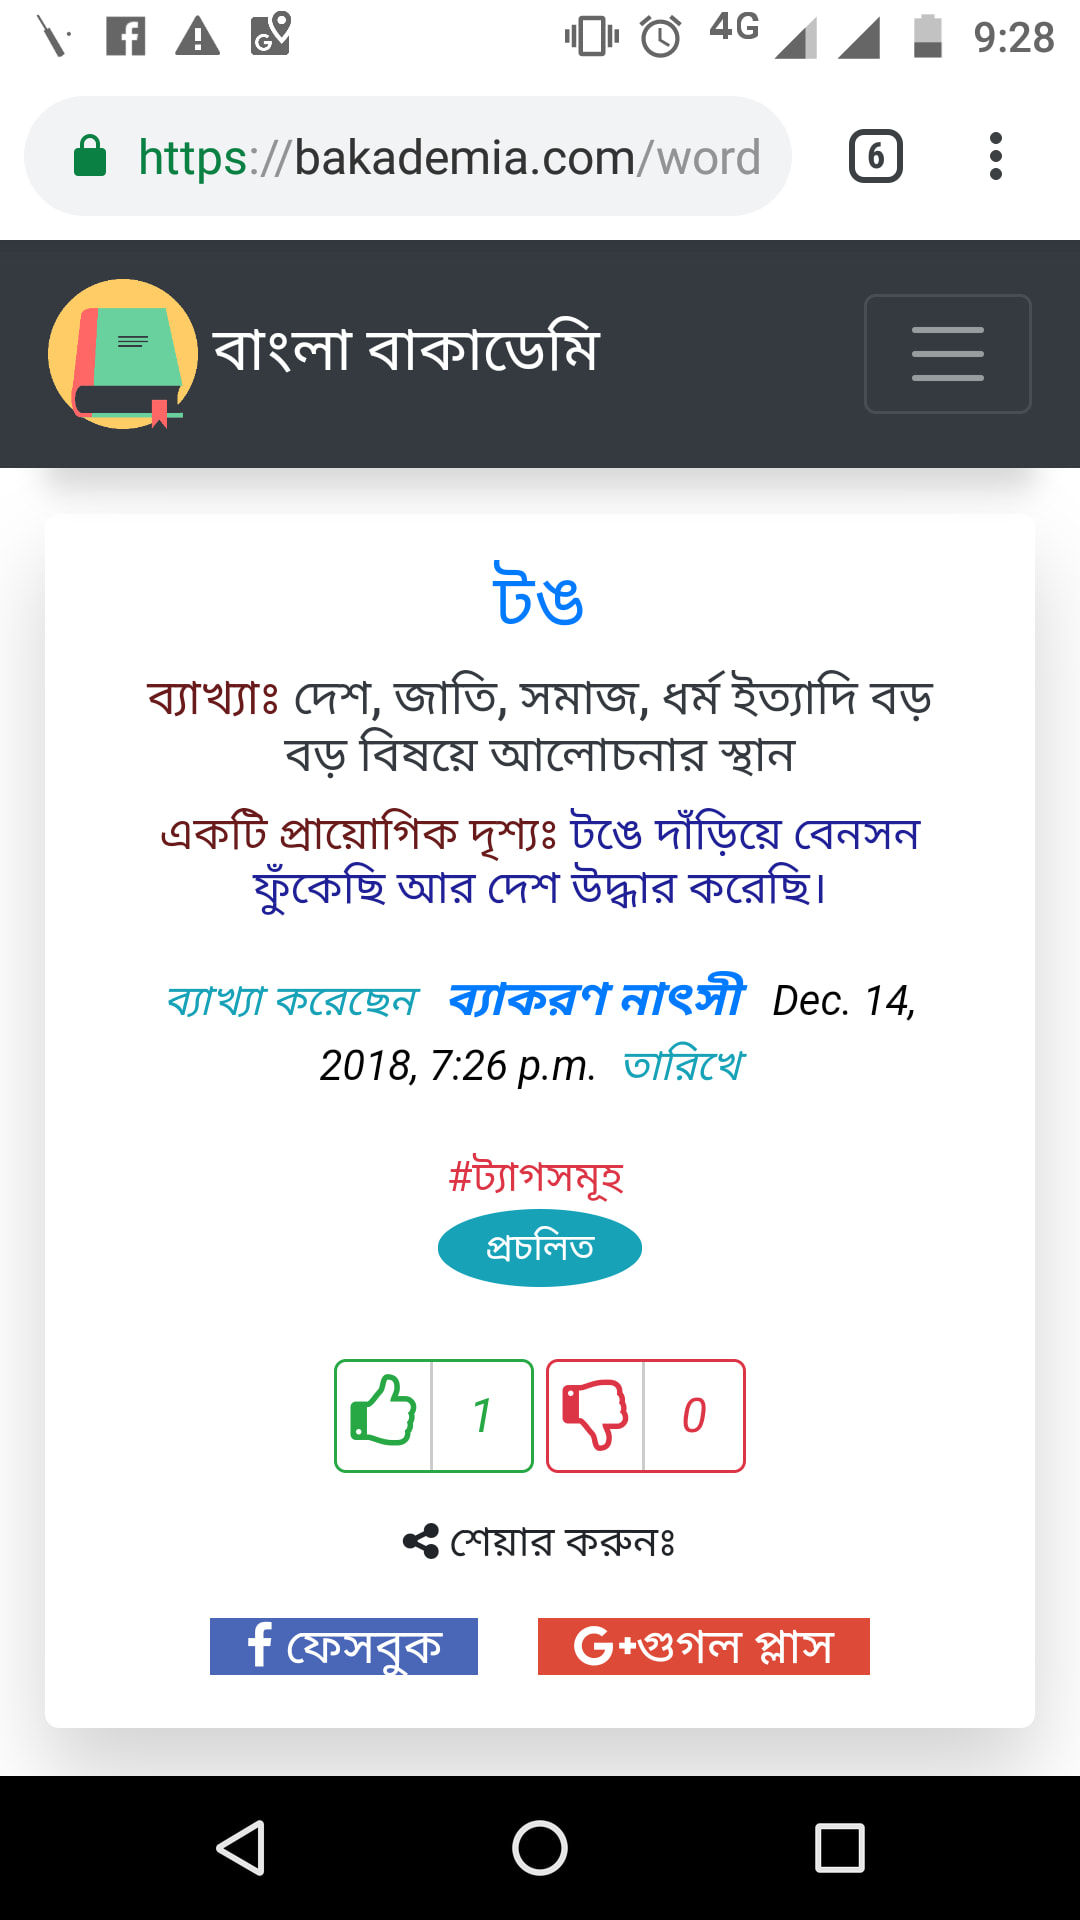 4G 9:28
https://bakademia.com/word
6
বাংলা বাকাডেমি
টঙ
ব্যাখ্যাঃ দেশ, জাতি, সমাজ, ধর্ম ইত্যাদি বড়
বড় বিষয়ে আলোচনার স্থান
একটি প্রায়োগিক দৃশ্যঃ টঙে দাঁড়িয়ে বেনসন
ফুঁকেছি আর দেশ উদ্ধার করেছি।
ব্যাখ্যা করেছেন ব্যাকরণ নাৎসী Dec. 14,
2018, 7:26 p.m. তারিখে
#ট্যাগসমূহ
প্রচলিত
1 0
শেয়ার করুনঃ
f ফেসবুক G+গুগল প্লাস